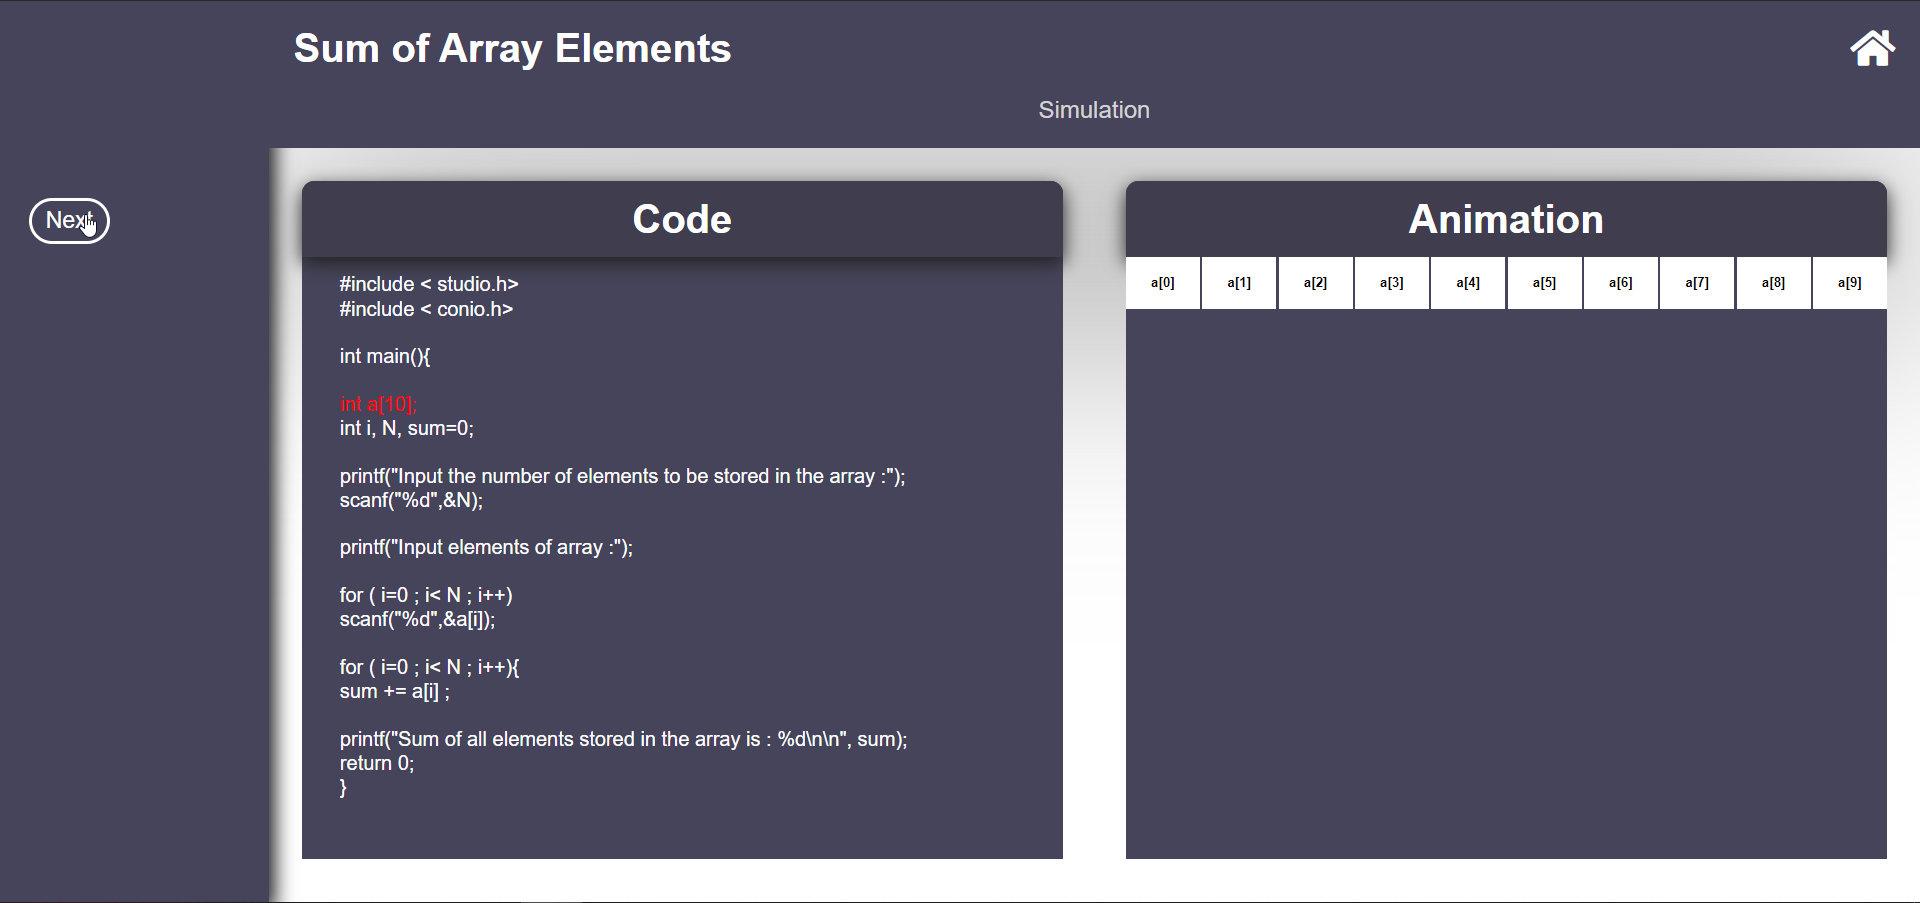 Sum of Array Elements
Simulation
Next
Code
#include < studio.h>
#include < conio.h>
int main(){
int a[10];
int i, N, sum=0;
printf("Input the number of elements to be stored in the array :");
scanf("%d",&N);
printf("Input elements of array :");
for ( i=0 ; i< N ; i++)
scanf("%d",&a[i]);
for ( i=0 ; i< N ; i++){
sum += a[i] ;
printf("Sum of all elements stored in the array is : %d\n\n", sum);
return 0;
}
Animation
a[0] a[1] a[2] a[3] a[4] a[5] a[6] a[7] a[8] a[9]